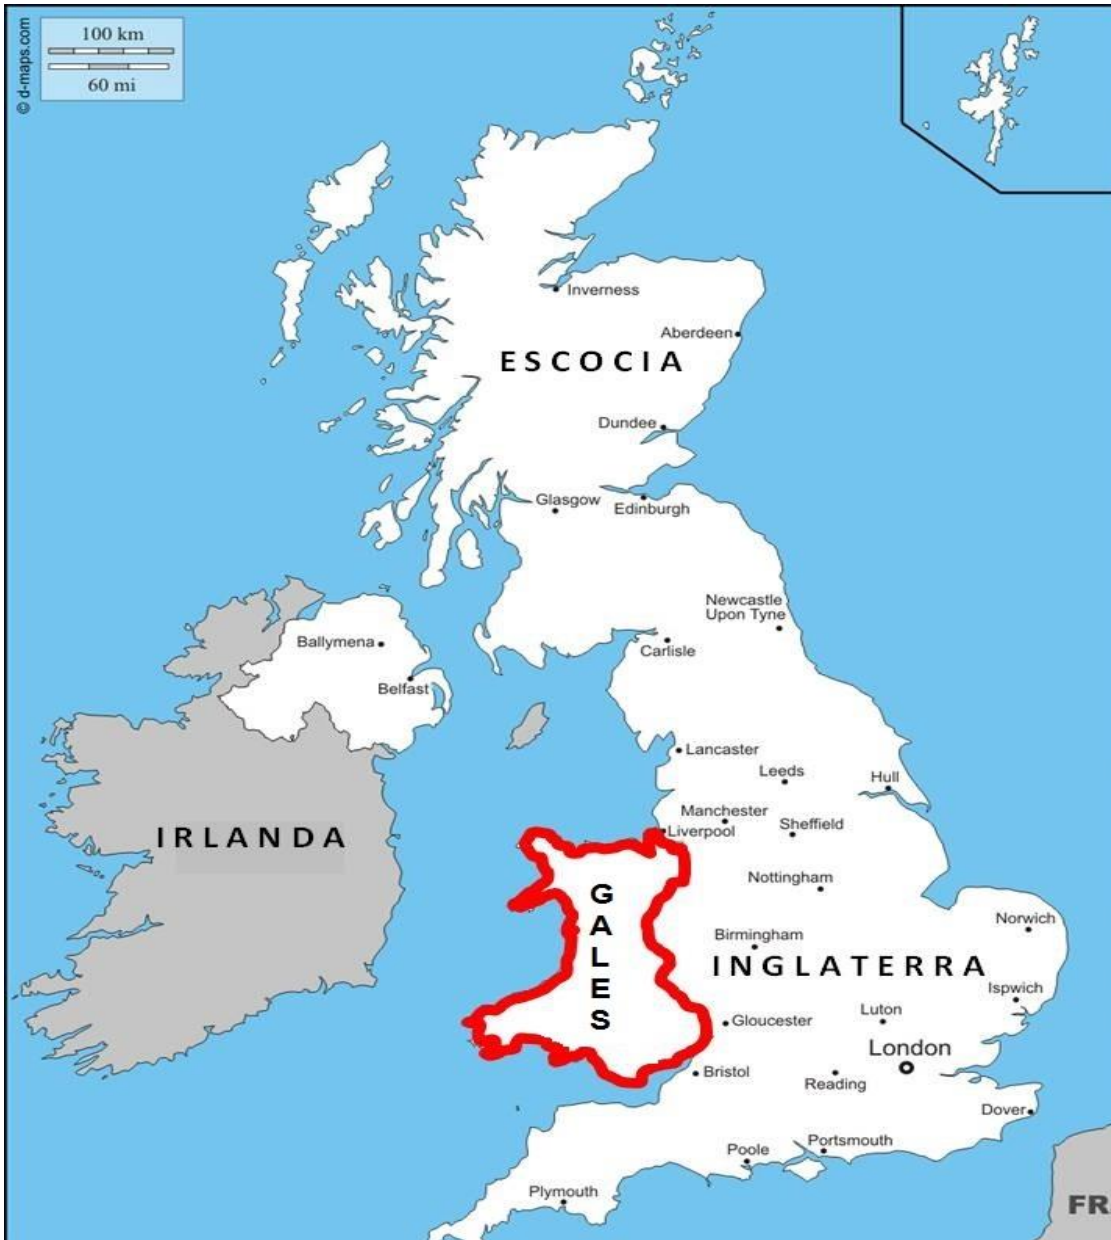 © d-maps.com
100 km
60 mi
Inverness
Aberdeen
ESCOCIA
Dundee
Glasgow
Edinburgh
Newcastle
Upon Tyne
Ballymena
Carlisle
Belfast
Lancaster
Leeds
Hull
Manchester
Liverpool
Sheffield
IRLANDA
Nottingham
GALES
Norwich
Birmingham
INGLATERRA
Ispwich
Luton
Gloucester
London
Bristol
Reading
Dover
Portsmouth
Poole
Plymouth
FRA